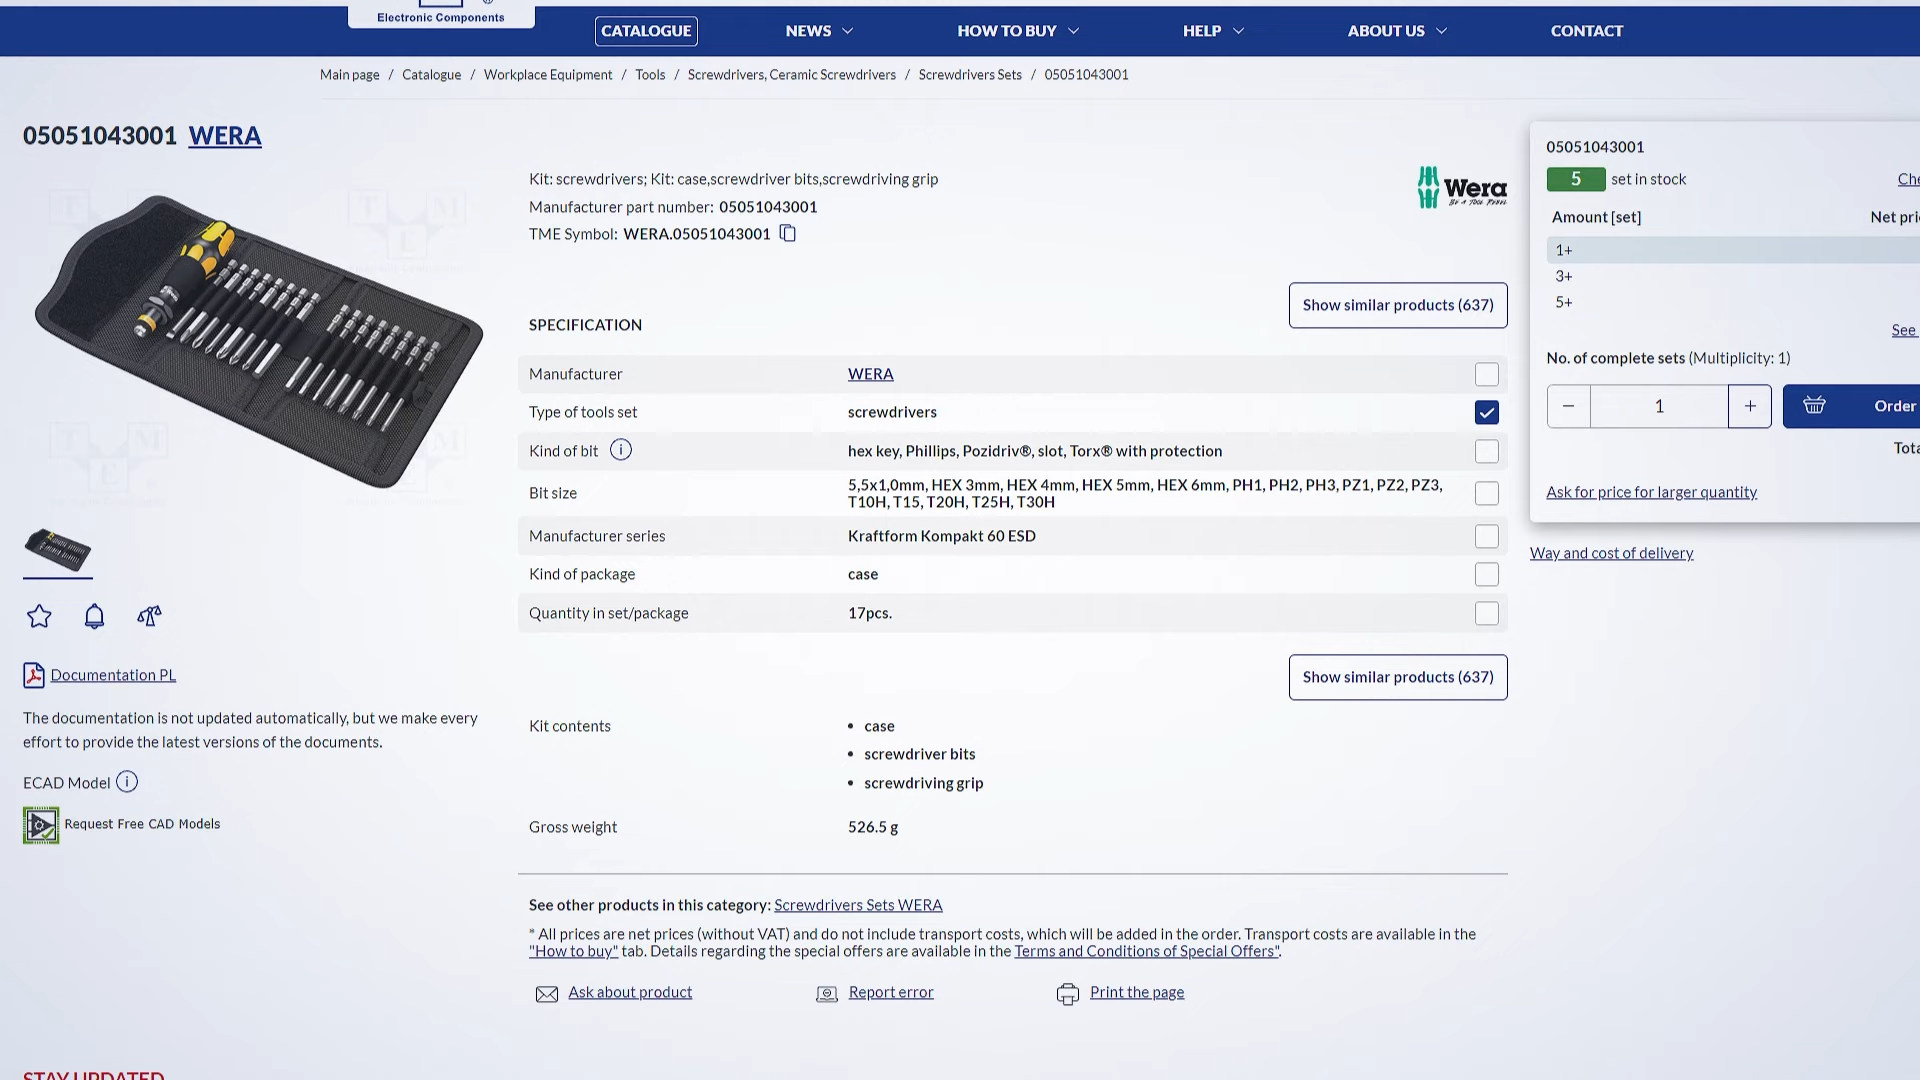 Electronic Components
CATALOGUE NEWS HOW TO BUY HELP ABOUT US CONTACT
Main page / Catalogue / Workplace Equipment / Tools / Screwdrivers, Ceramic Screwdrivers / Screwdrivers Sets / 05051043001
05051043001 WERA
Kit: screwdrivers; Kit: case,screwdriver bits,screwdriving grip
Manufacturer part number: 05051043001
TME Symbol: WERA.05051043001
Wera
BE A TOOL REBEL
Show similar products (637)
SPECIFICATION
Manufacturer WERA
Type of tools set screwdrivers
Kind of bit hex key, Phillips, Pozidriv®, slot, Torx® with protection
Bit size 5,5x1,0mm, HEX 3mm, HEX 4mm, HEX 5mm, HEX 6mm, PH1, PH2, PH3, PZ1, PZ2, PZ3,
T10H, T15, T20H, T25H, T30H
Manufacturer series Kraftform Kompakt 60 ESD
Kind of package case
Quantity in set/package 17pcs.
Show similar products (637)
Kit contents
• case
• screwdriver bits
• screwdriving grip
Gross weight 526.5 g
See other products in this category: Screwdrivers Sets WERA
* All prices are net prices (without VAT) and do not include transport costs, which will be added in the order. Transport costs are available in the
"How to buy" tab. Details regarding the special offers are available in the Terms and Conditions of Special Offers".
Ask about product Report error Print the page
Documentation PL
The documentation is not updated automatically, but we make every
effort to provide the latest versions of the documents.
ECAD Model
Request Free CAD Models
05051043001
5 set in stock
Amount [set]
1+
3+
5+
See
No. of complete sets (Multiplicity: 1)
− 1 + Order
Ask for price for larger quantity
Way and cost of delivery
STAY UPDATED